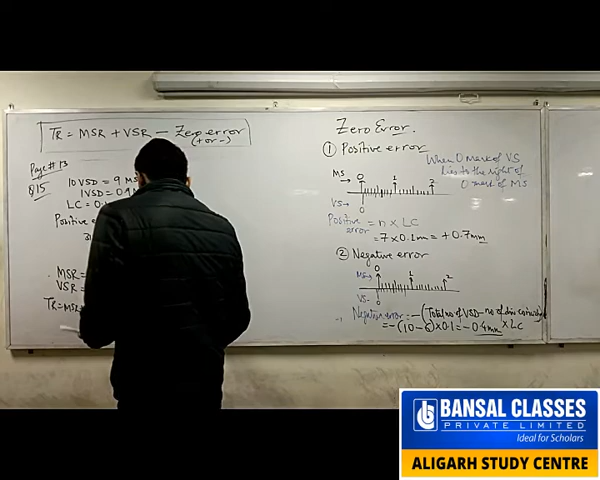 TR = MSR + VSR - Zero error
(+ or -)
Page # 13
Q15
10 VSD = 9 MS
1 VSD = 0.9
LC = 0.
Positive e
MSR =
VSR =
TR = MSR
Zero Error.
① Positive error
When 0 mark of VS
lies to the right of
0 mark of MS
MS → 0 1 2
VS → 0
Positive error = n × LC
= 7 × 0.1 mm = + 0.7 mm
② Negative error
0
MS → 1 2
VS - 0
Negative error = - (Total no of VSD - no of div coinciding)
= - (10 - 6) × 0.1 = - 0.4 mm × LC
BANSAL CLASSES
PRIVATE LIMITED
Ideal for Scholars
ALIGARH STUDY CENTRE